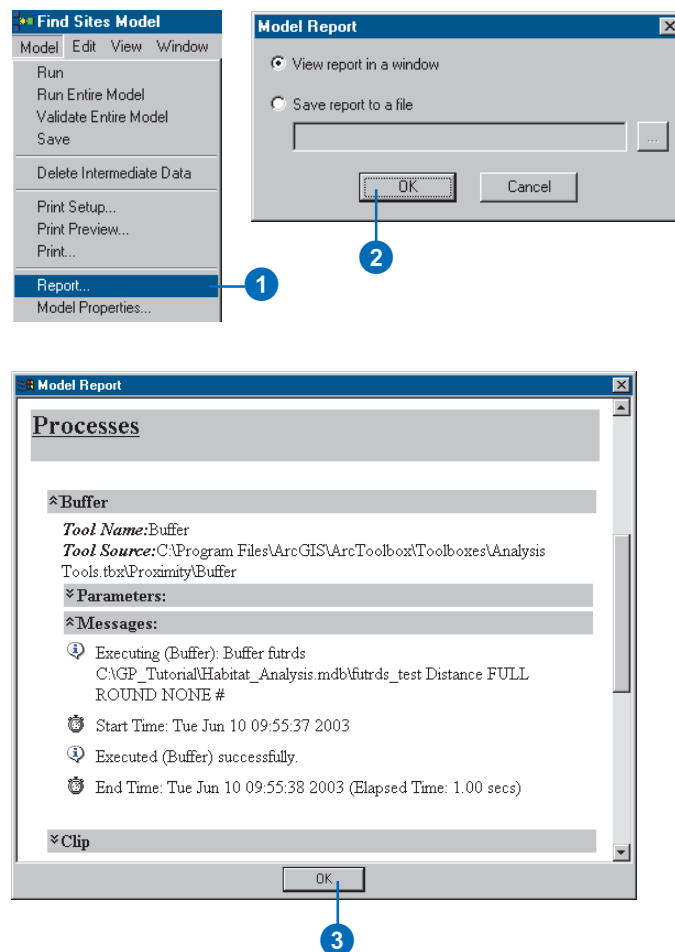 Find Sites Model
Model Edit View Window
Run
Run Entire Model
Validate Entire Model
Save
Delete Intermediate Data
Print Setup...
Print Preview...
Print...
Report...
Model Properties...
1
Model Report
View report in a window
Save report to a file
...
OK Cancel
2
Model Report
Processes
Buffer
Tool Name:Buffer
Tool Source:C:\Program Files\ArcGIS\ArcToolbox\Toolboxes\Analysis
Tools.tbx\Proximity\Buffer
Parameters:
Messages:
Executing (Buffer): Buffer futrds
C:\GP_Tutorial\Habitat_Analysis.mdb\futrds_test Distance FULL
ROUND NONE #
Start Time: Tue Jun 10 09:55:37 2003
Executed (Buffer) successfully.
End Time: Tue Jun 10 09:55:38 2003 (Elapsed Time: 1.00 secs)
Clip
OK
3